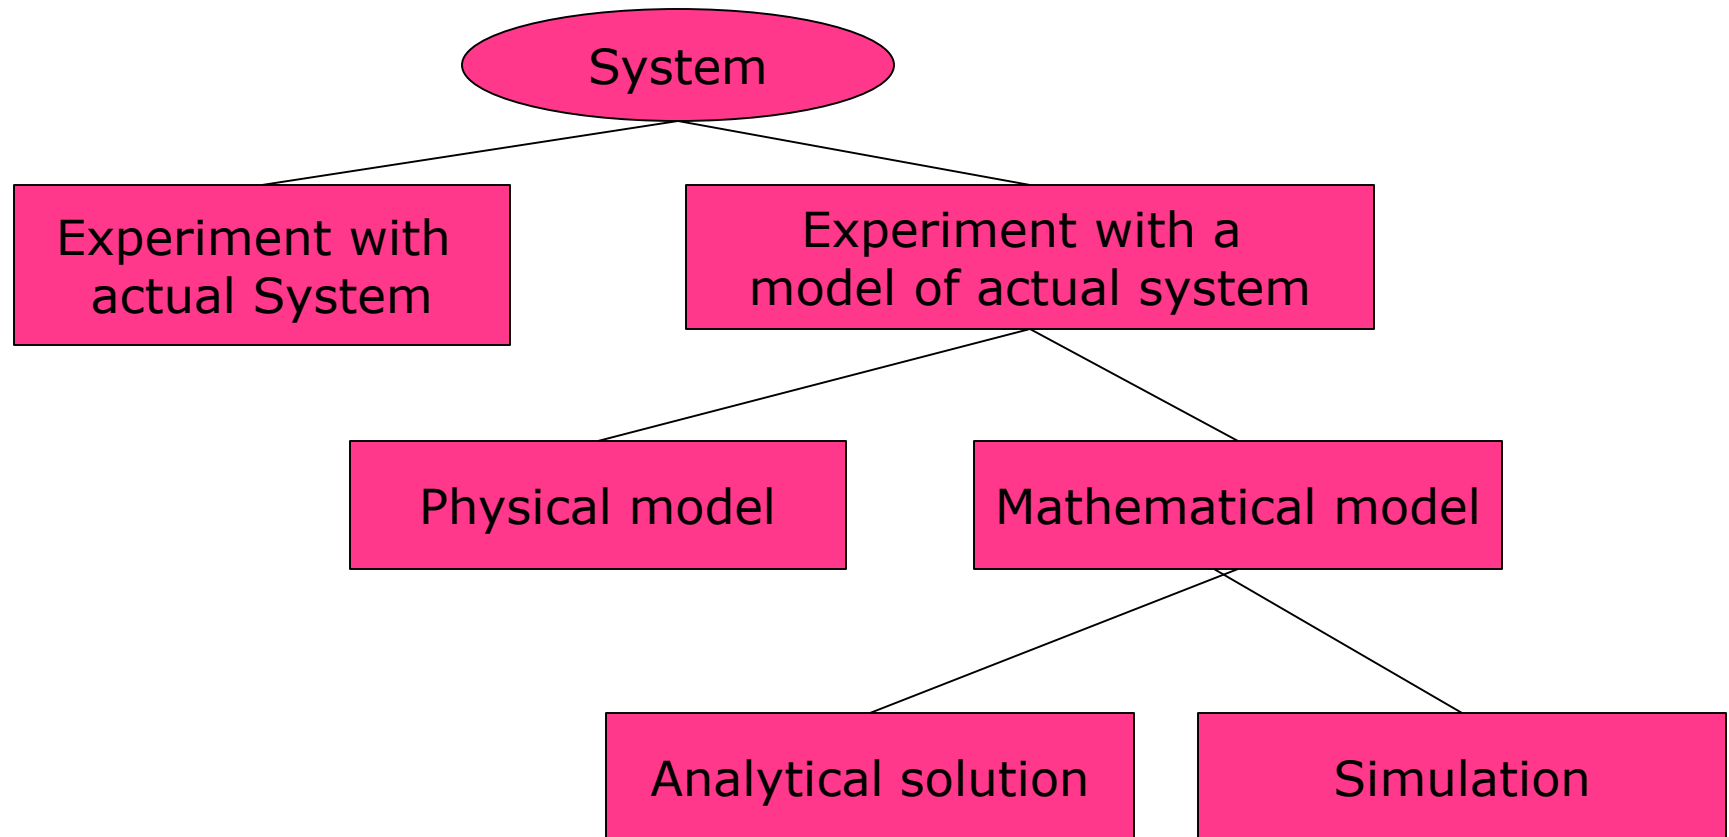 System
Experiment with
actual System
Experiment with a
model of actual system
Physical model
Mathematical model
Analytical solution
Simulation